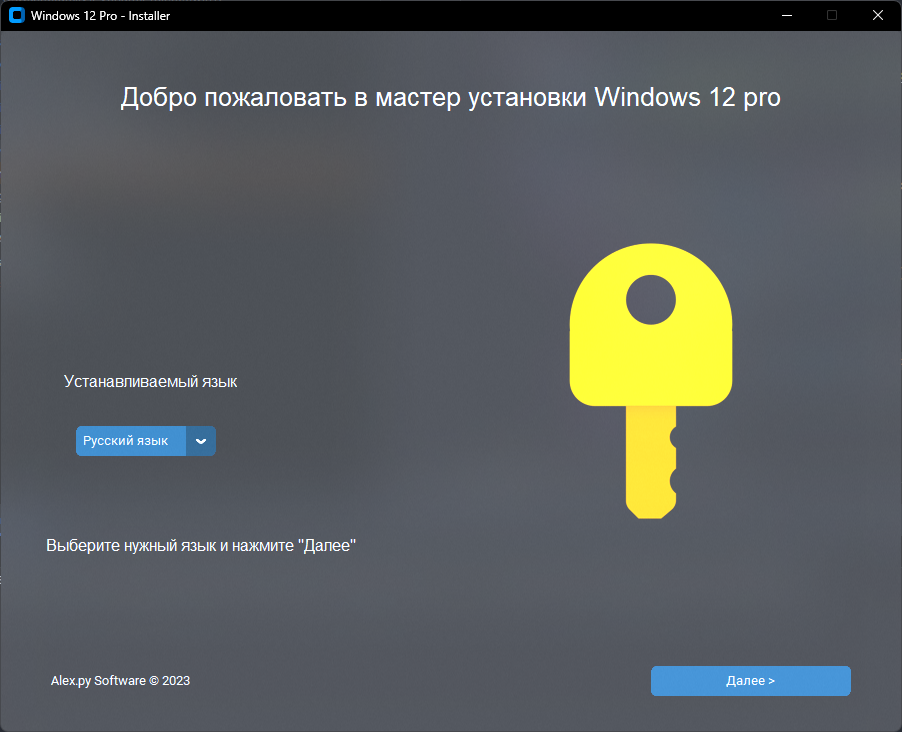 Windows 12 Pro - Installer
Добро пожаловать в мастер установки Windows 12 pro
Устанавливаемый язык
Русский язык
Выберите нужный язык и нажмите "Далее"
Alex.py Software © 2023
Далее >